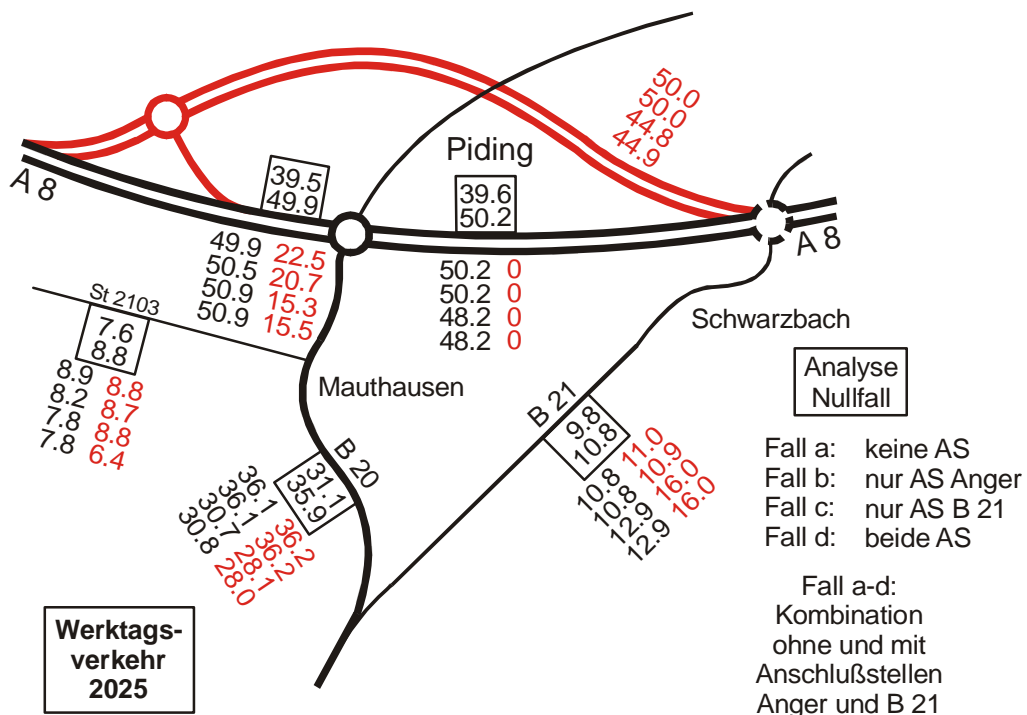 50.0
50.0
44.8
44.9
Piding
A 8
39.5
49.9
39.6
50.2
A 8
49.9 22.5
50.5 20.7
50.9 15.3
50.9 15.5
50.2 0
50.2 0
48.2 0
48.2 0
St 2103
7.6
8.8
8.9 8.8
8.2 8.7
7.8 8.8
7.8 6.4
Schwarzbach
Mauthausen
Analyse
Nullfall
B 21
9.8
10.8
10.8 11.0
10.8 10.9
12.9 16.0
12.9 16.0
B 20
31.1
35.9
36.1 36.2
36.1 36.2
30.7 28.1
30.8 28.0
Fall a: keine AS
Fall b: nur AS Anger
Fall c: nur AS B 21
Fall d: beide AS
Fall a-d:
Kombination
ohne und mit
Anschlußstellen
Anger und B 21
Werktags-
verkehr
2025